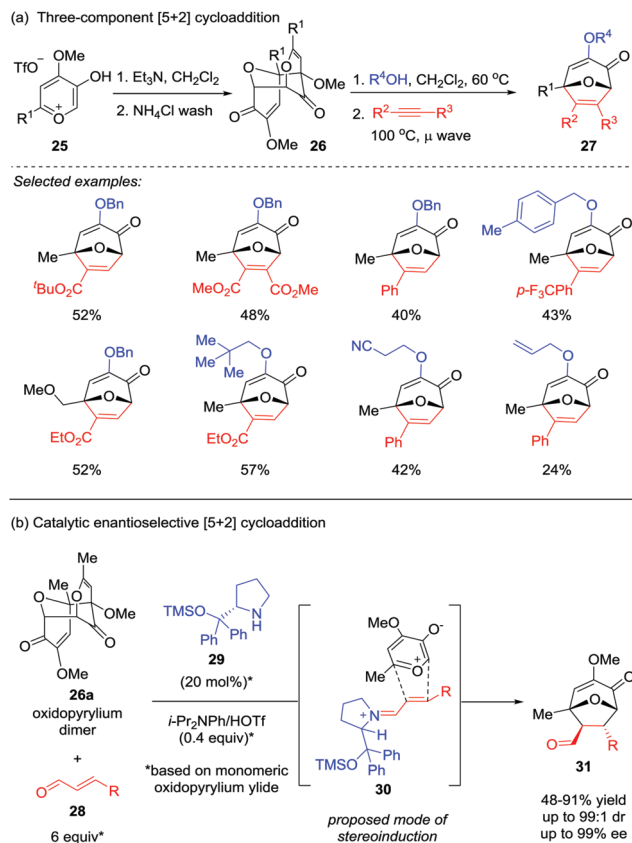 (a) Three-component [5+2] cycloaddition
TfO⁻
OMe
OH
R¹
O
+
25
1. Et₃N, CH₂Cl₂
2. NH₄Cl wash
R¹
O
R¹
O
OMe
O
O
OMe
26
1. R⁴OH, CH₂Cl₂, 60 °C
2. R² R³
100 °C, μ wave
OR⁴
O
O
R¹
R²
R³
27
Selected examples:
OBn
O
O
Me
ᵗBuO₂C
52%
OBn
O
O
Me
MeO₂C
CO₂Me
48%
OBn
O
O
Me
Ph
40%
Me
O
O
O
Me
p-F₃CPh
43%
OBn
O
O
MeO
EtO₂C
52%
Me
Me
Me
O
O
O
Me
EtO₂C
57%
NC
O
O
O
Me
Ph
42%
O
O
O
Me
Ph
24%
(b) Catalytic enantioselective [5+2] cycloaddition
Me
Me
O
O
OMe
O
O
OMe
26a
oxidopyrylium
dimer
+
O
R
28
6 equiv*
TMSO
N
H
Ph
Ph
29
(20 mol%)*
i-Pr₂NPh/HOTf
(0.4 equiv)*
*based on monomeric
oxidopyrylium ylide
MeO
O⁻
Me
O
+
R
N
+
H
Ph
TMSO
Ph
30
proposed mode of
stereoinduction
OMe
O
O
Me
O
R
31
48-91% yield
up to 99:1 dr
up to 99% ee